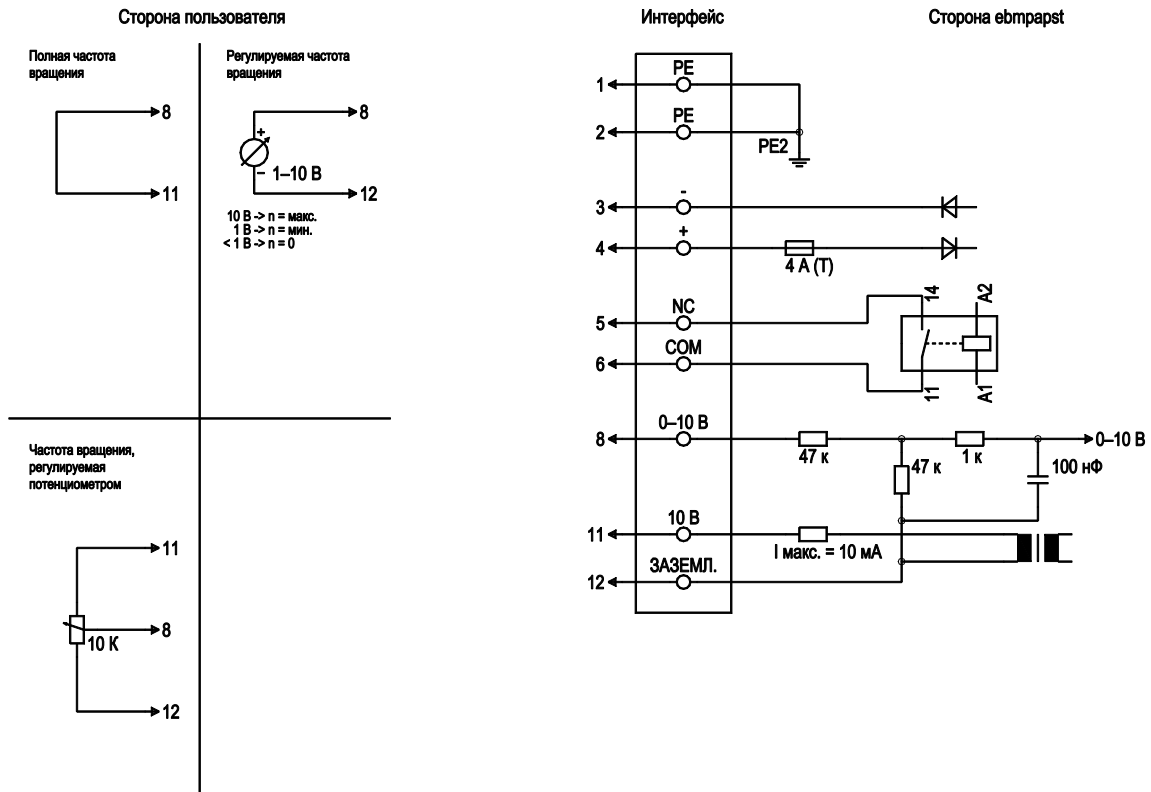 Сторона пользователя
Полная частота
вращения
8
11
Регулируемая частота
вращения
8
+
–
1–10 В
12
10 В -> n = макс.
1 В -> n = мин.
< 1 В -> n = 0
Частота вращения,
регулируемая
потенциометром
11
8
10 K
12
Интерфейс
Сторона ebmpapst
1
PE
2
PE
PE2
3
-
4
+
4 А (Т)
5
NC
14
A2
6
COM
11
A1
8
0–10 В
47 к
47 к
1 к
100 нФ
0–10 В
11
10 В
I макс. = 10 мА
12
ЗАЗЕМЛ.